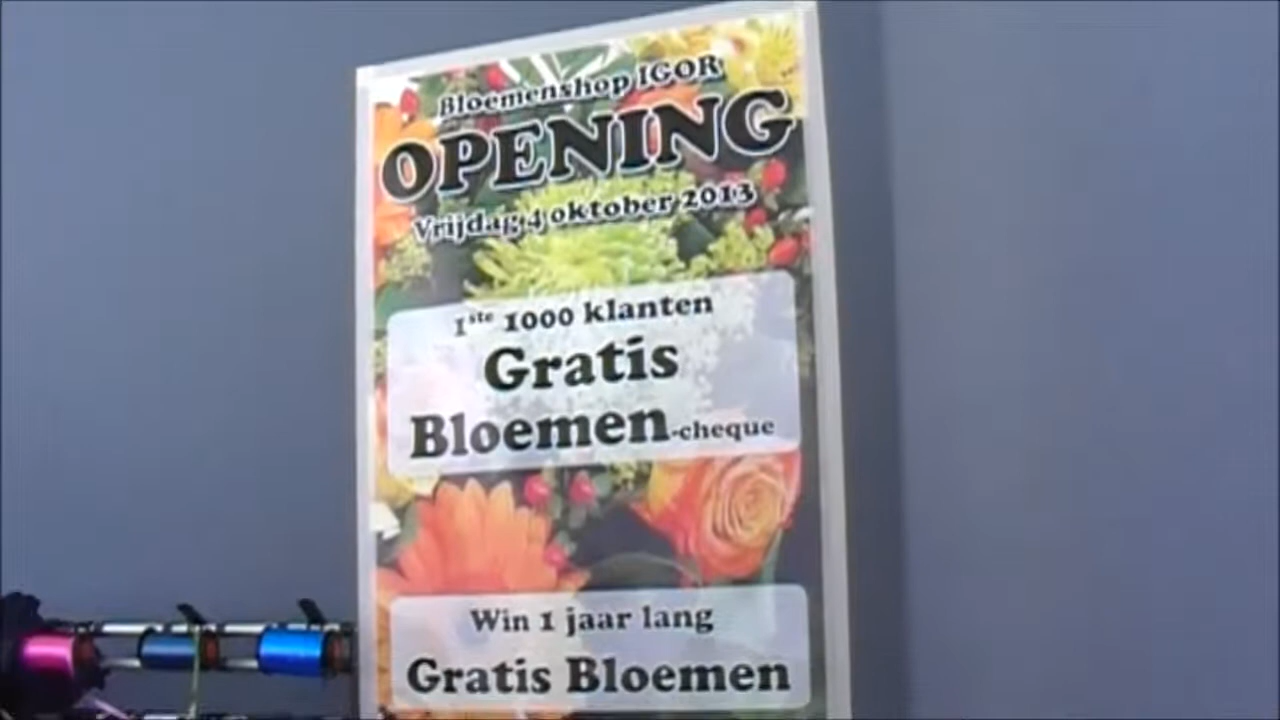 Bloemenshop IGOR
OPENING
Vrijdag 4 oktober 2013
1ste 1000 klanten
Gratis
Bloemen-cheque
Win 1 jaar lang
Gratis Bloemen